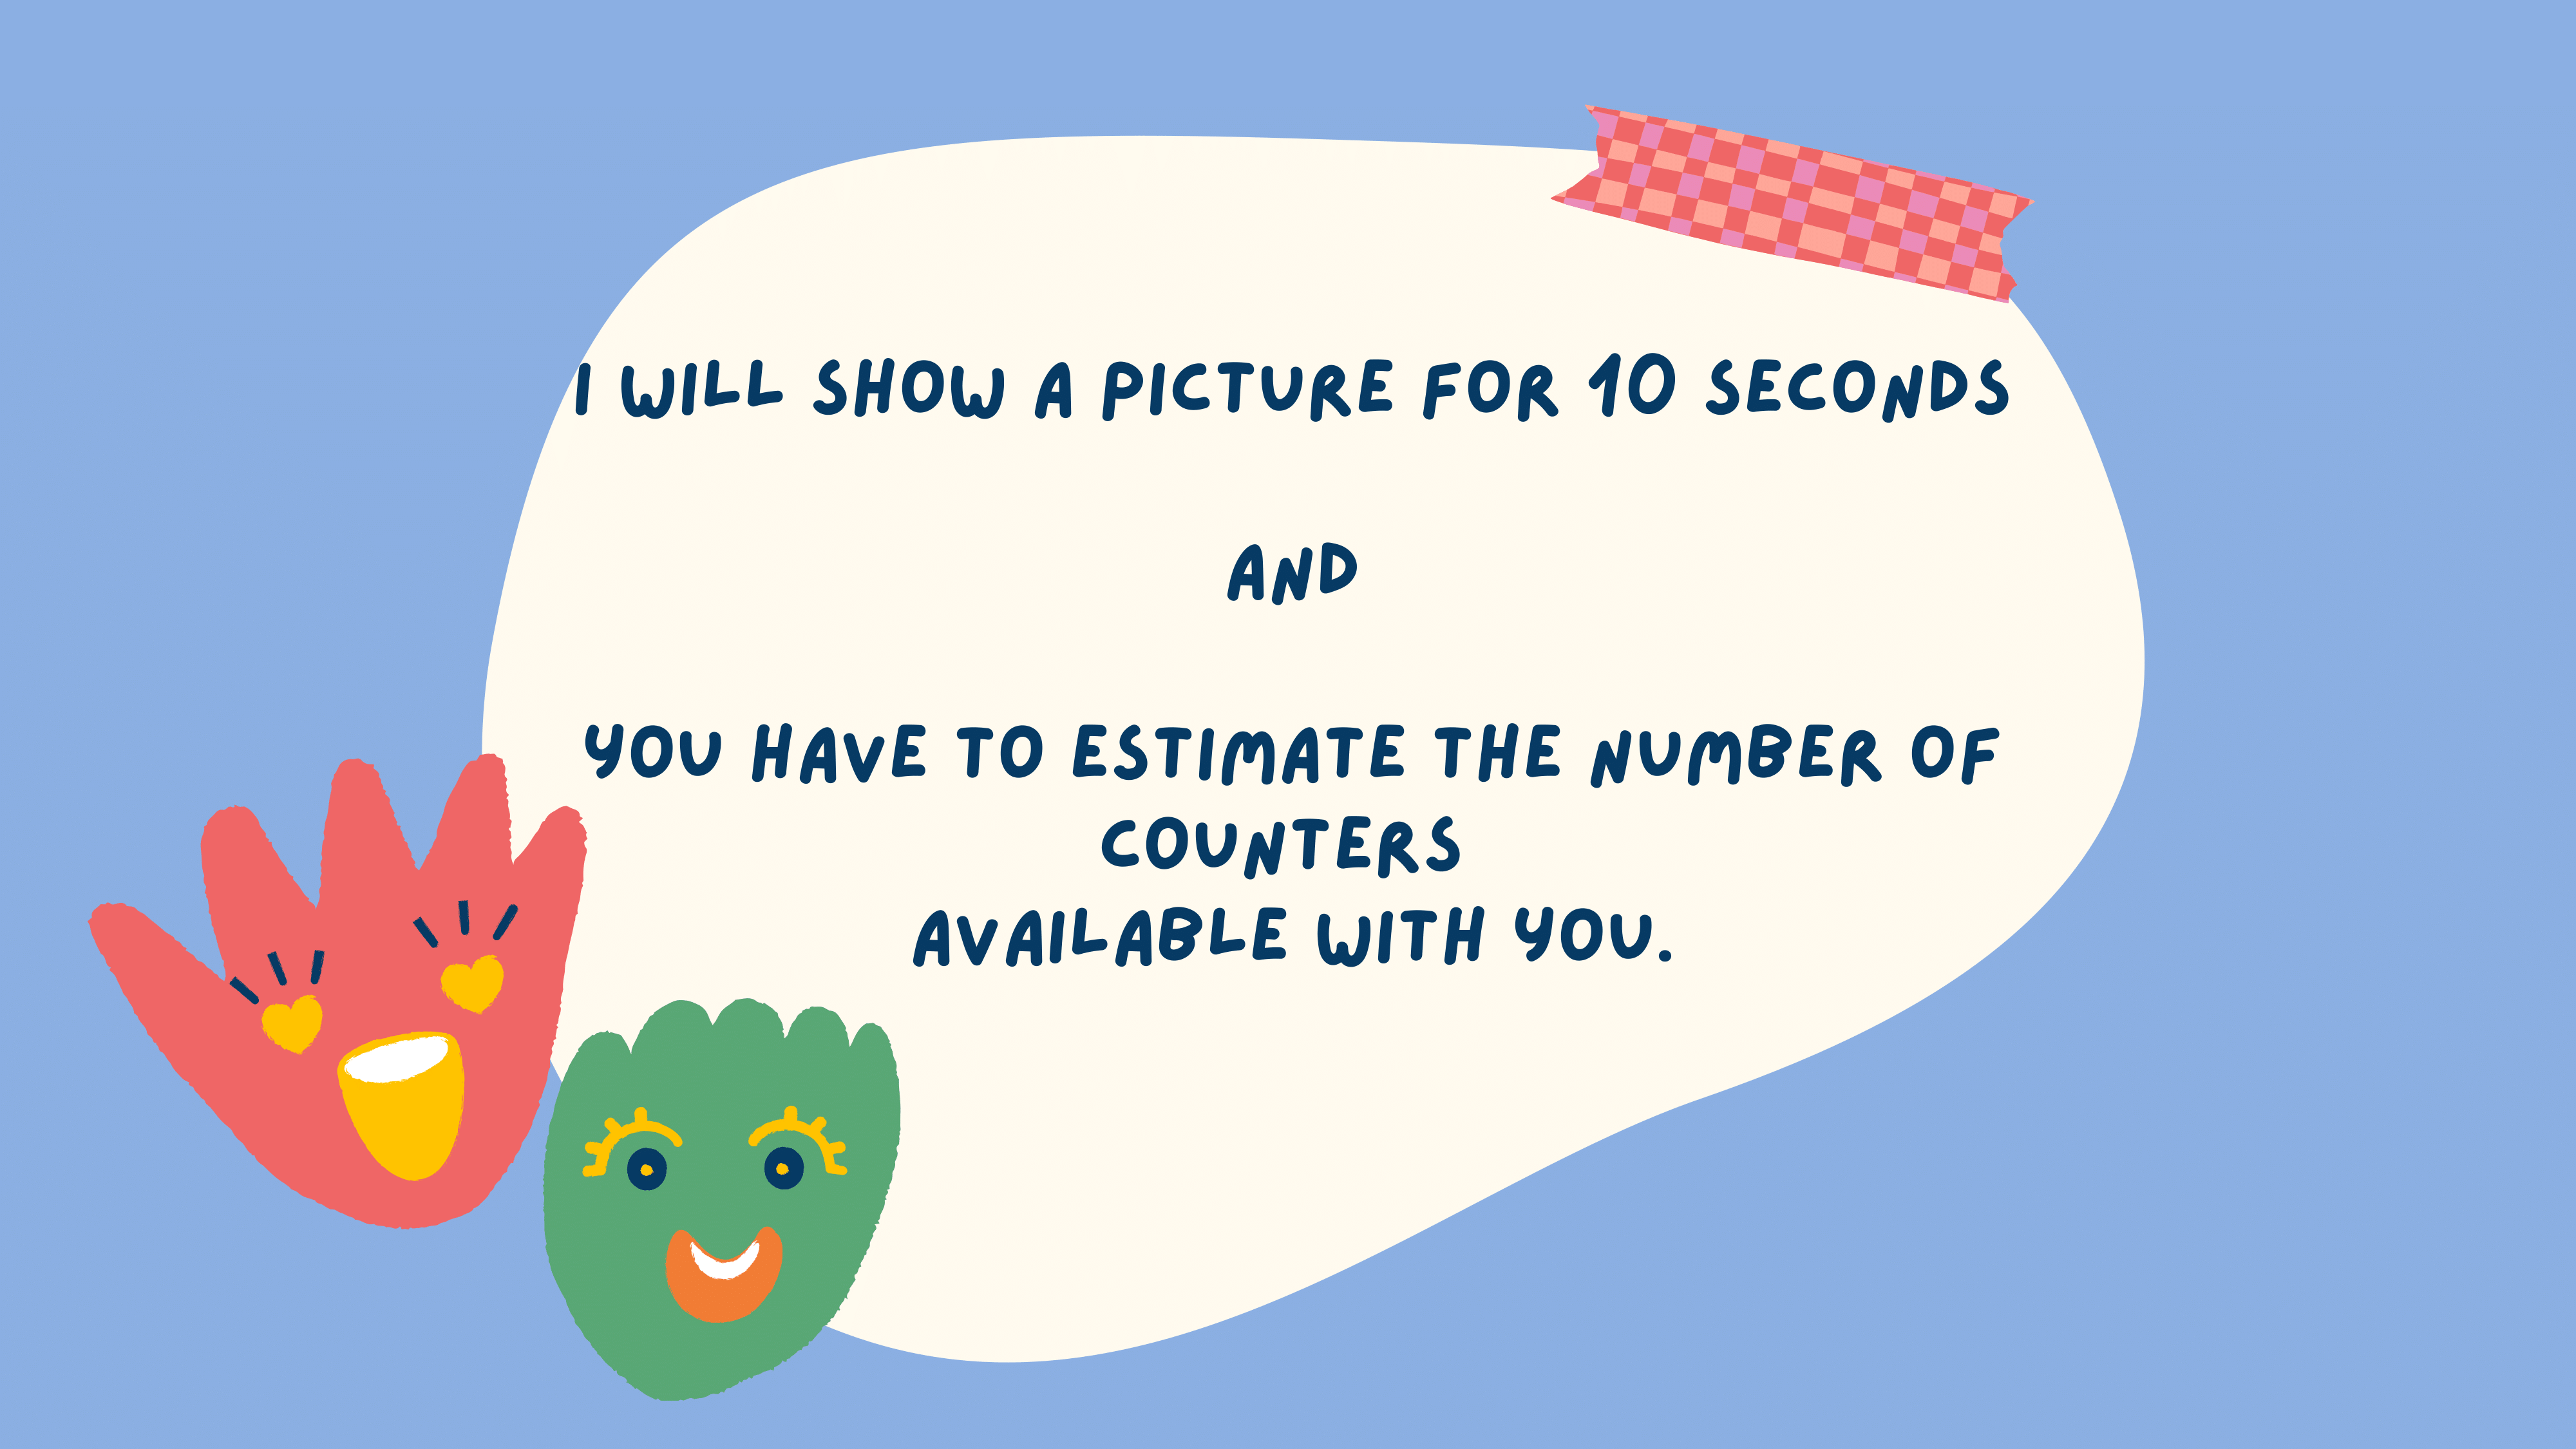 I WILL SHOW A PICTURE FOR 10 SECONDS
AND
YOU HAVE TO ESTIMATE THE NUMBER OF
COUNTERS
AVAILABLE WITH YOU.